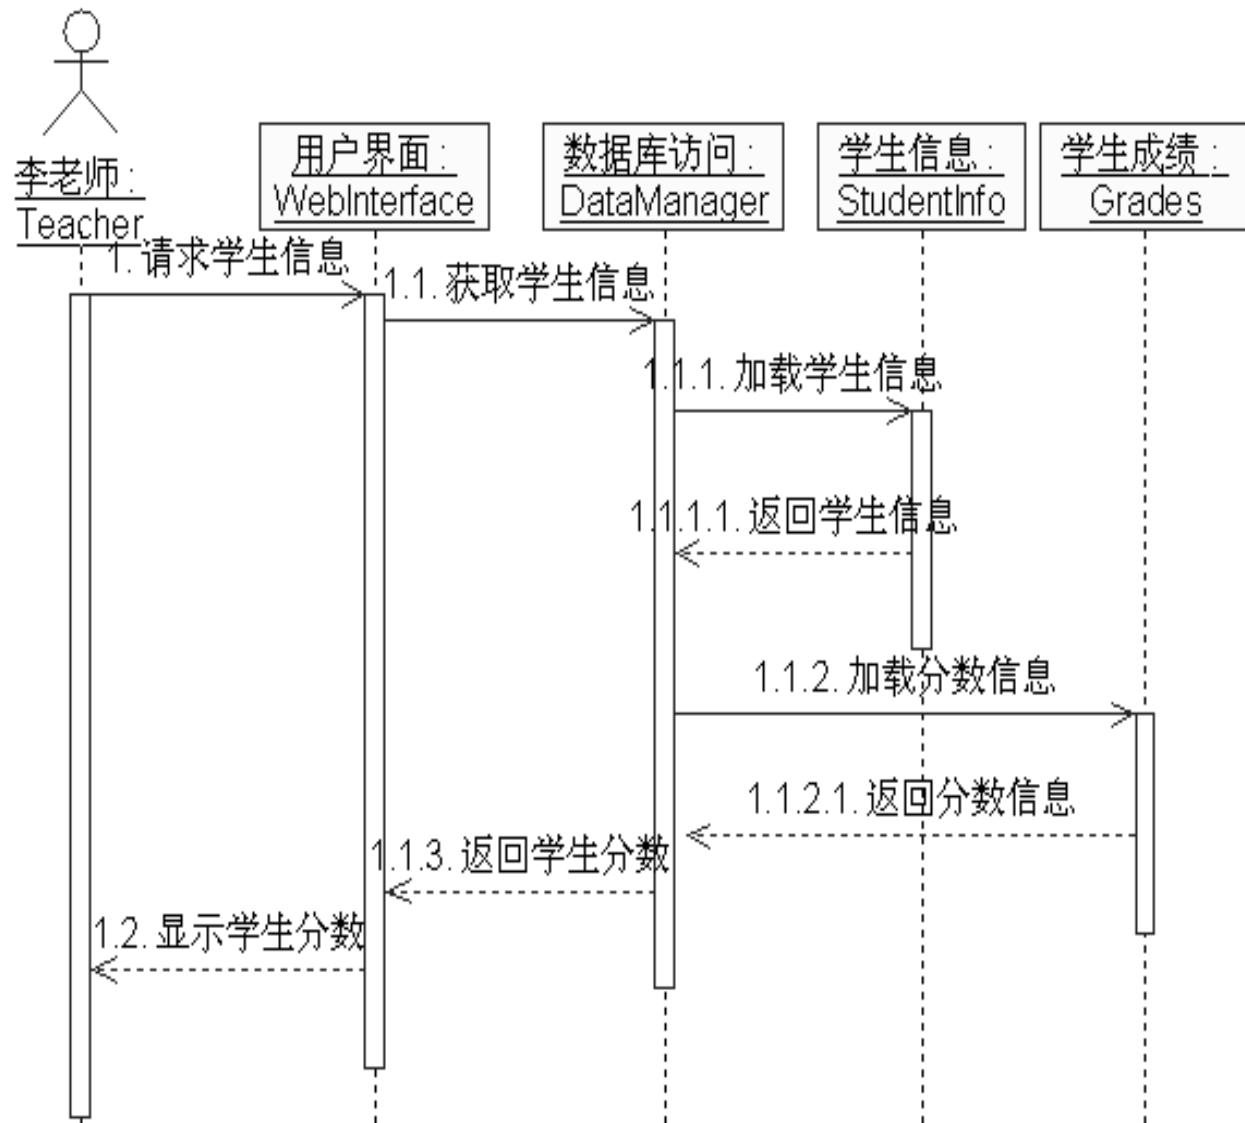 李老师 :
Teacher
用户界面 :
WebInterface
数据库访问 :
DataManager
学生信息 :
StudentInfo
学生成绩 :
Grades
1. 请求学生信息
1.1. 获取学生信息
1.1.1. 加载学生信息
1.1.1.1. 返回学生信息
1.1.2. 加载分数信息
1.1.2.1. 返回分数信息
1.1.3. 返回学生分数
1.2. 显示学生分数